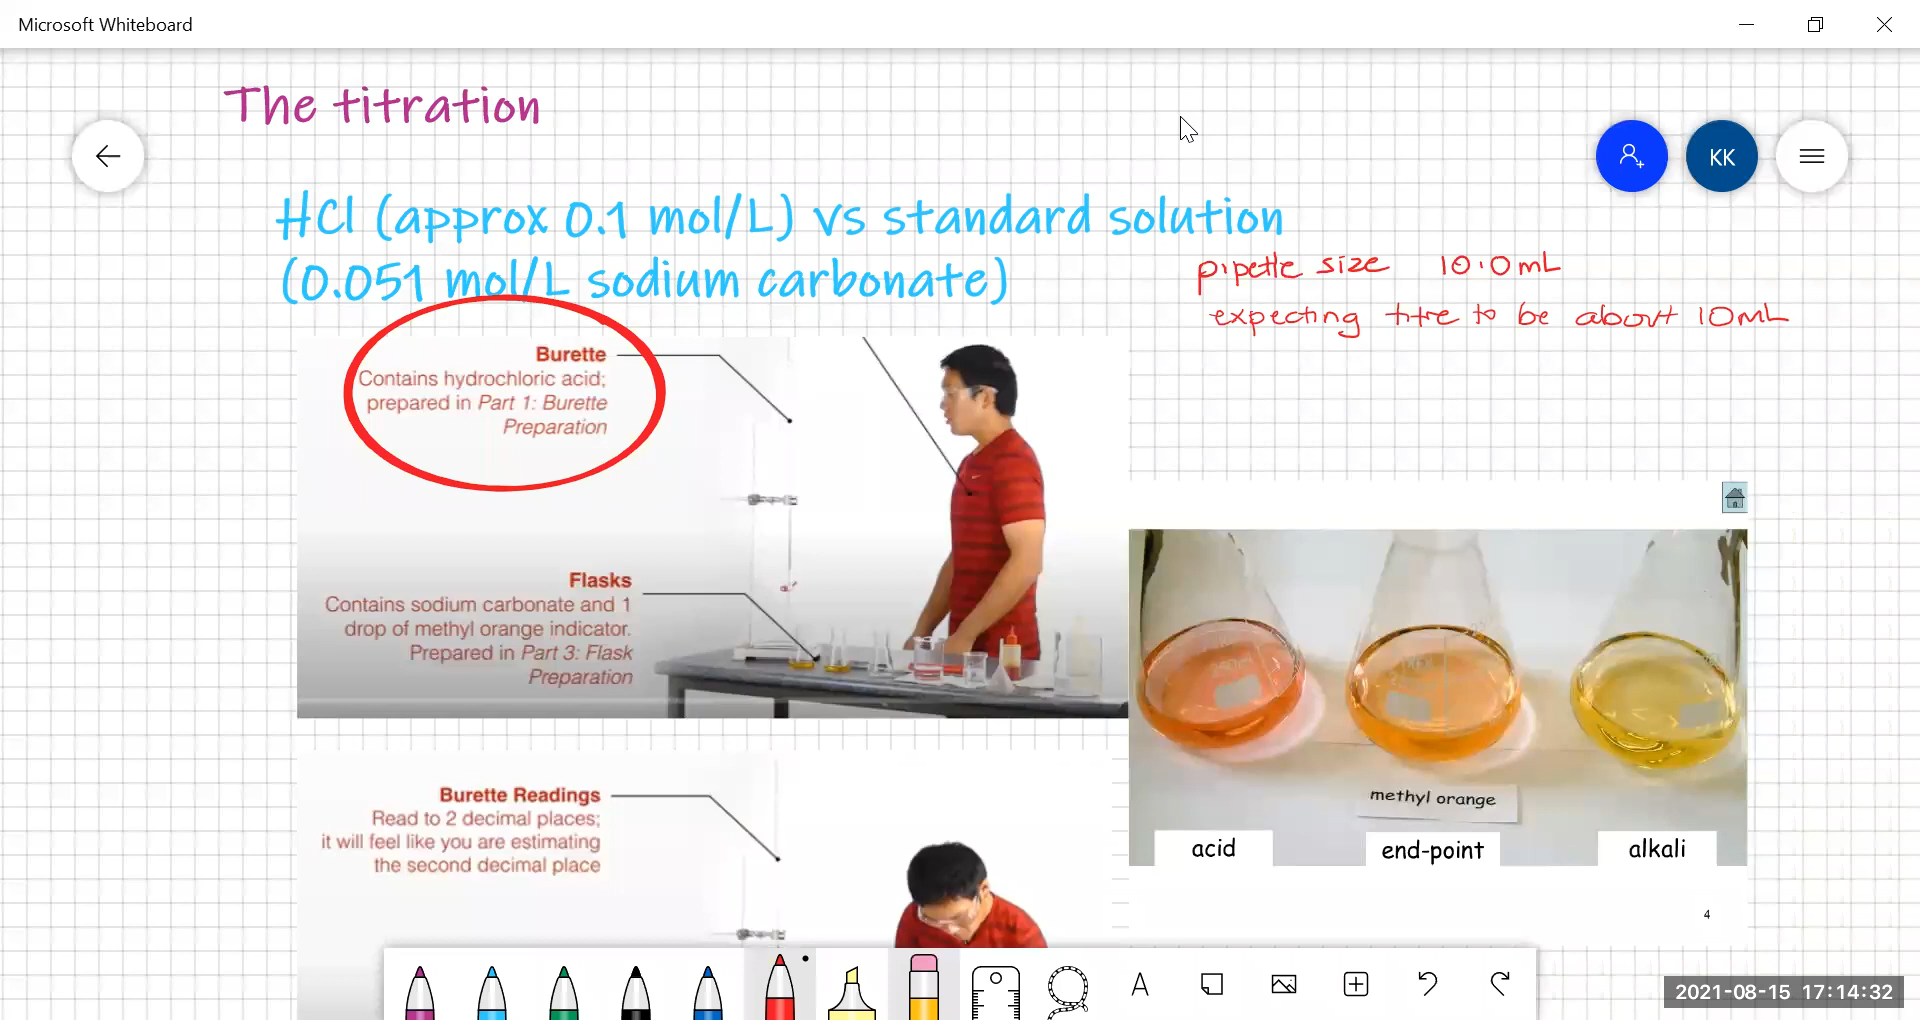 Microsoft Whiteboard
The titration
KK
HCl (approx 0.1 mol/L) vs standard solution
(0.051 mol/L sodium carbonate)
pipette size 10.0mL
expecting titre to be about 10mL
Burette
Contains hydrochloric acid;
prepared in Part 1: Burette
Preparation
Flasks
Contains sodium carbonate and 1
drop of methyl orange indicator.
Prepared in Part 3: Flask
Preparation
methyl orange
acid
end-point
alkali
Burette Readings
Read to 2 decimal places;
it will feel like you are estimating
the second decimal place
4
A
2021-08-15 17:14:32